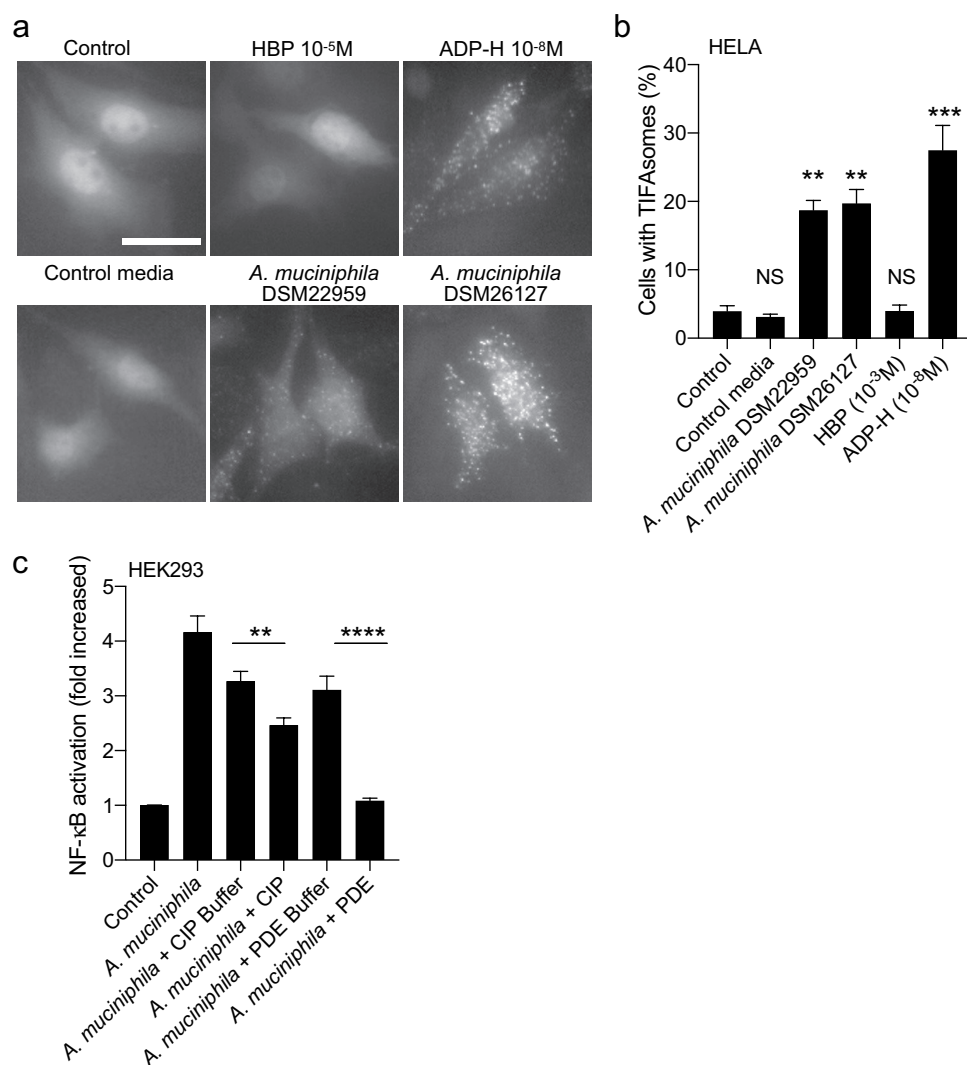 a
Control
HBP 10⁻⁵M
ADP-H 10⁻⁸M
Control media
A. muciniphila
DSM22959
A. muciniphila
DSM26127
b
HELA
Cells with TIFAsomes (%)
40
30
20
10
0
NS
**
**
NS
***
Control
Control media
A. muciniphila DSM22959
A. muciniphila DSM26127
HBP (10⁻³M)
ADP-H (10⁻⁸M)
c
HEK293
NF-κB activation (fold increased)
5
4
3
2
1
0
**
****
Control
A. muciniphila
A. muciniphila + CIP Buffer
A. muciniphila + CIP
A. muciniphila + PDE Buffer
A. muciniphila + PDE